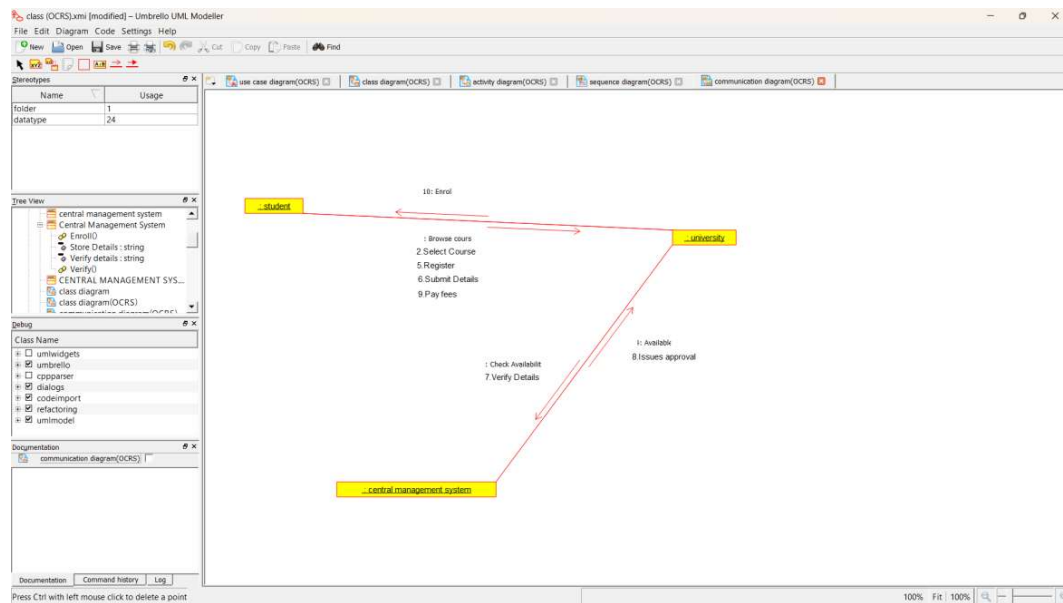 class (OCRS).xmi [modified] – Umbrello UML Modeller
File Edit Diagram Code Settings Help
New Open Save Cut Copy Paste Find
Stereotypes
Name Usage
folder 1
datatype 24
use case diagram(OCRS) class diagram(OCRS) activity diagram(OCRS) sequence diagram(OCRS) communication diagram(OCRS)
Tree View
central management system
Central Management System
Enroll()
Store Details : string
Verify details : string
Verify()
CENTRAL MANAGEMENT SYS...
class diagram
class diagram(OCRS)
communication diagram(OCRS)
Debug
Class Name
umlwidgets
umbrello
cppparser
dialogs
codeimport
refactoring
umlmodel
Documentation
communication diagram(OCRS)
Documentation Command history Log
10: Enrol
: student
: Browse cours
2.Select Course
5.Register
6.Submit Details
9.Pay fees
: university
: Check Availabilit
7.Verify Details
: Availabl
8.Issues approval
: central management system
Press Ctrl with left mouse click to delete a point
100% Fit 100%